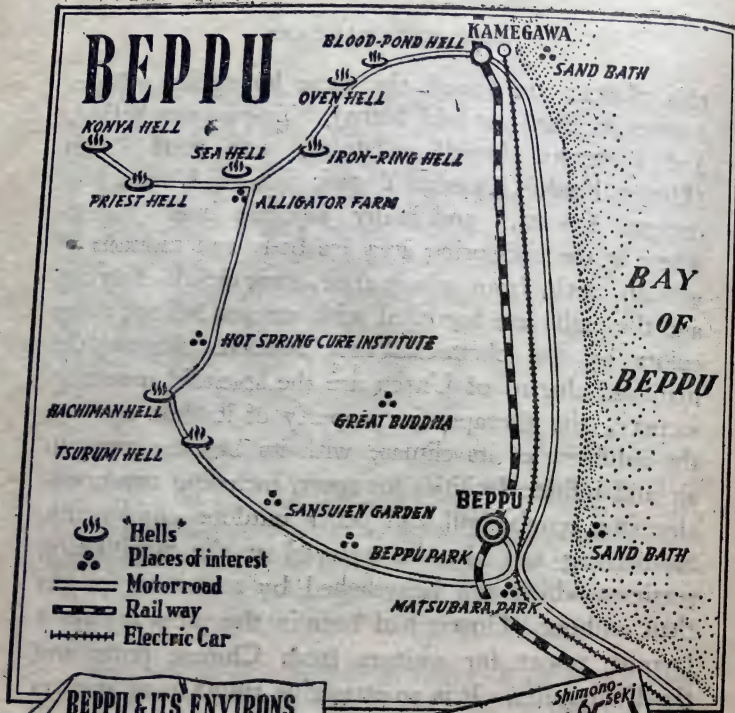 BEPPU
KAMEGAWA
BLOOD-POND HELL
SAND BATH
OVEN HELL
KONYA HELL
SEA HELL
IRON-RING HELL
PRIEST HELL
ALLIGATOR FARM
BAY
OF
BEPPU
HOT SPRING CURE INSTITUTE
HACHIMAN HELL
GREAT BUDDHA
TSURUMI HELL
SANSUIEN GARDEN
BEPPU
BEPPU PARK
SAND BATH
MATSUBARA PARK
"Hells"
Places of interest
Motorroad
Railway
Electric Car
BEPPU & ITS ENVIRONS
Shimono-
seki